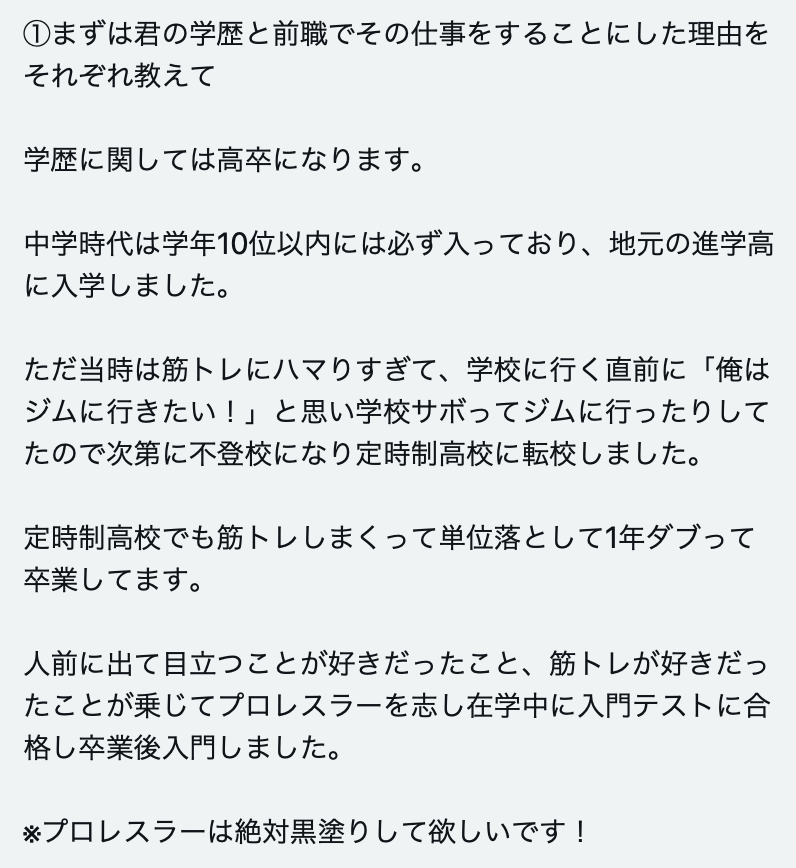 ①まずは君の学歴と前職でその仕事をすることにした理由を
それぞれ教えて
学歴に関しては高卒になります。
中学時代は学年10位以内には必ず入っており、地元の進学高
に入学しました。
ただ当時は筋トレにハマりすぎて、学校に行く直前に「俺は
ジムに行きたい！」と思い学校サボってジムに行ったりして
たので次第に不登校になり定時制高校に転校しました。
定時制高校でも筋トレしまくって単位落として1年ダブって
卒業してます。
人前に出て目立つことが好きだったこと、筋トレが好きだっ
たことが乗じてプロレスラーを志し在学中に入門テストに合
格し卒業後入門しました。
※プロレスラーは絶対黒塗りして欲しいです！